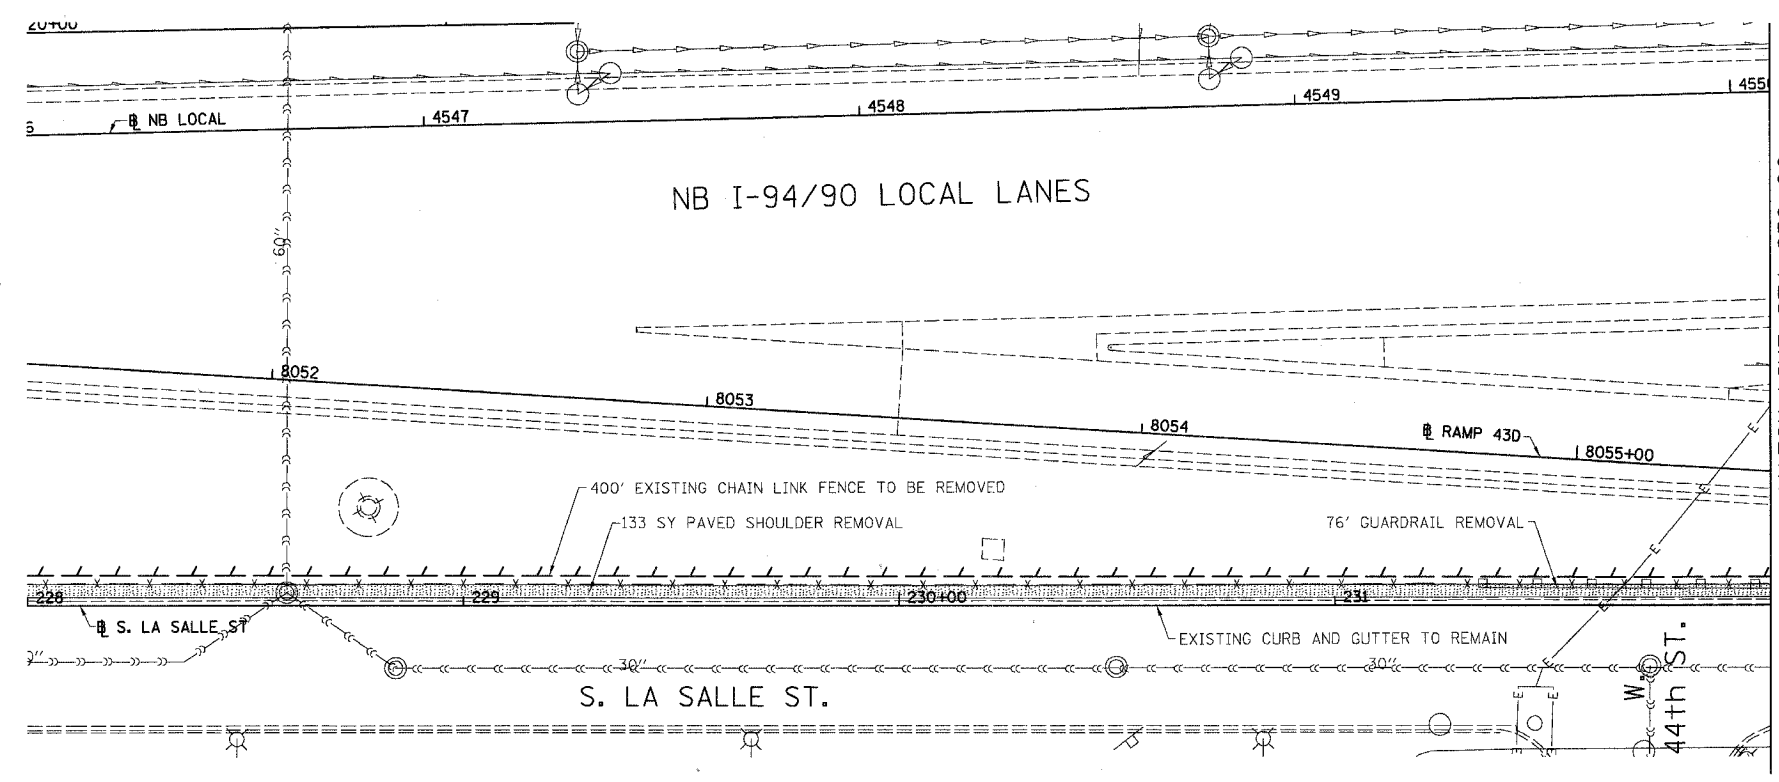 20+00
4547
4548
4549
4550
℄ NB LOCAL
NB I-94/90 LOCAL LANES
60"
8052
8053
8054
℄ RAMP 43D
8055+00
400' EXISTING CHAIN LINK FENCE TO BE REMOVED
133 SY PAVED SHOULDER REMOVAL
76' GUARDRAIL REMOVAL
228
229
230+00
231
℄ S. LA SALLE ST
EXISTING CURB AND GUTTER TO REMAIN
30"
30"
S. LA SALLE ST.
W. 44th ST.
E
E
E
E
E
E
E
E
E